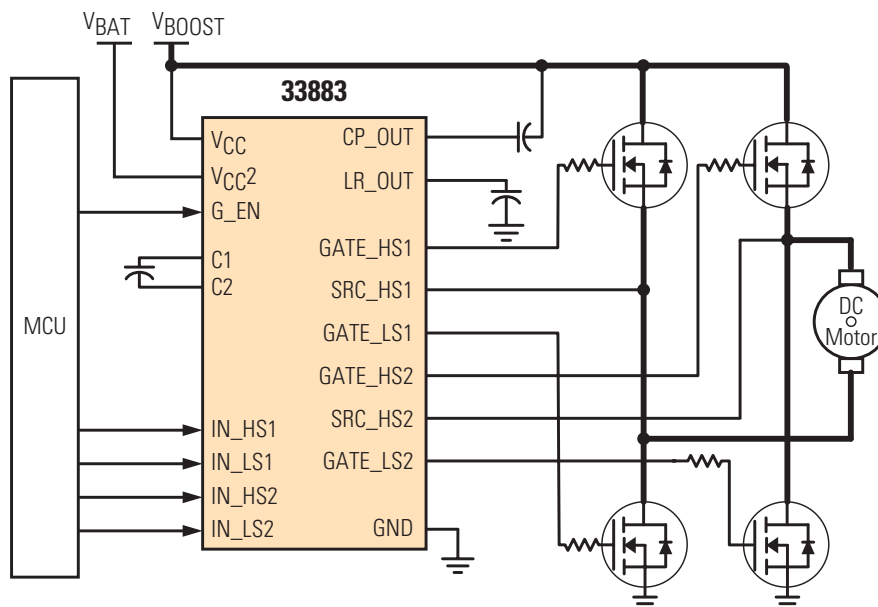 VBAT
VBOOST
33883
MCU
VCC
VCC2
G_EN
C1
C2
IN_HS1
IN_LS1
IN_HS2
IN_LS2
CP_OUT
LR_OUT
GATE_HS1
SRC_HS1
GATE_LS1
GATE_HS2
SRC_HS2
GATE_LS2
GND
DC
Motor